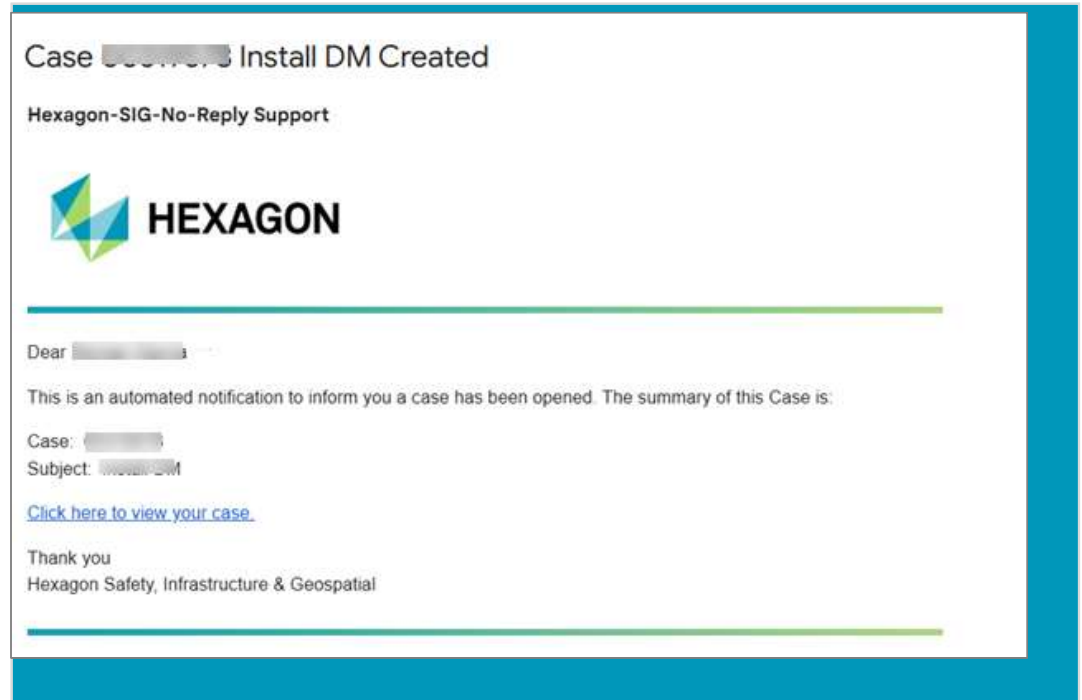 Case Install DM Created
Hexagon-SIG-No-Reply Support
HEXAGON
Dear
This is an automated notification to inform you a case has been opened. The summary of this Case is:
Case:
Subject:
Click here to view your case.
Thank you
Hexagon Safety, Infrastructure & Geospatial